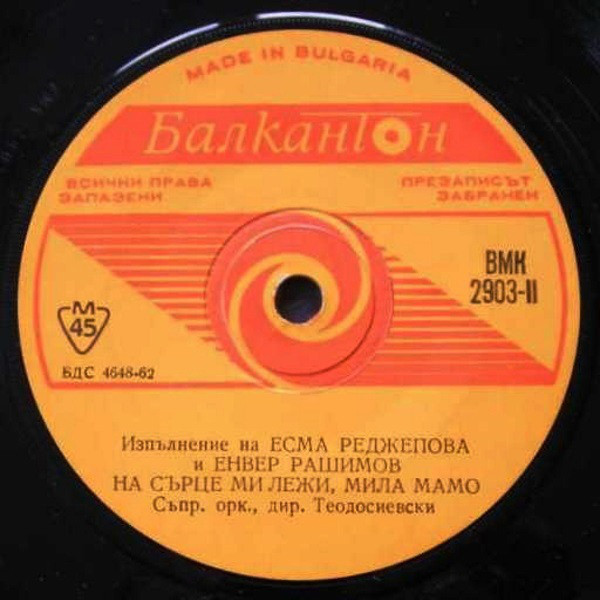 MADE IN BULGARIA
Балкантон
ВСИЧКИ ПРАВА
ЗАПАЗЕНИ
ПРЕЗАПИСЪТ
ЗАБРАНЕН
М
45
БДС 4648-62
ВМК
2903-II
Изпълнение на ЕСМА РЕДЖЕПОВА
и ЕНВЕР РАШИМОВ
НА СЪРЦЕ МИ ЛЕЖИ, МИЛА МАМО
Съпр. орк., дир. Теодосиевски